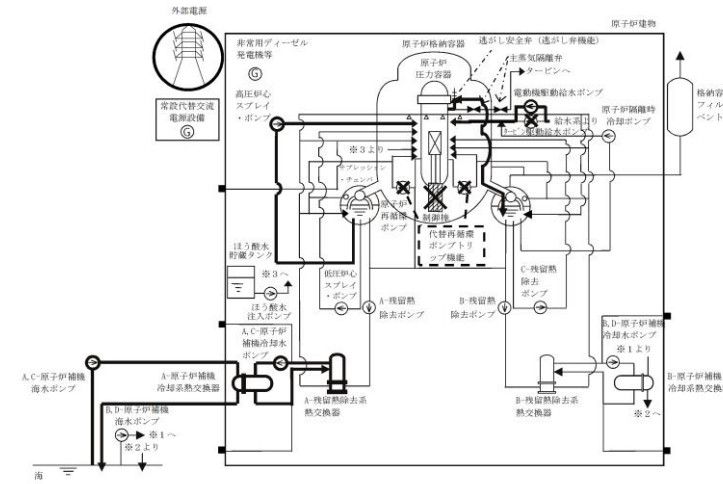 外部電源
原子炉建物
非常用ディーゼル
発電機等
G
常設代替交流
電源設備
G
高圧炉心
スプレイ
・ポンプ
原子炉格納容器
原子炉
圧力容器
逃がし安全弁（逃がし弁機能）
主蒸気隔離弁
タービンへ
電動機駆動給水ポンプ
給水系より
タービン駆動給水ポンプ
原子炉隔離時
冷却ポンプ
格納容
フィル
ベント
※3より
サプレッション
・チェンバ
原子炉
再循環
ポンプ
制御棒
代替再循環
ポンプトリ
ップ機能
ほう酸水
貯蔵タンク
※3へ
ほう酸水
注入ポンプ
低圧炉心
スプレイ
・ポンプ
A-残留熱
除去ポンプ
B-残留熱
除去ポンプ
C-残留熱
除去
ポンプ
A,C-原子炉
補機冷却水
ポンプ
B,D-原子炉補機
冷却水ポンプ
※1より
A,C-原子炉補機
海水ポンプ
A-原子炉補機
冷却系熱交換器
A-残留熱除去系
熱交換器
B-残留熱除去系
熱交換器
B-原子炉補機
冷却系熱交換
※2へ
B,D-原子炉補機
海水ポンプ
※1へ
※2より
海